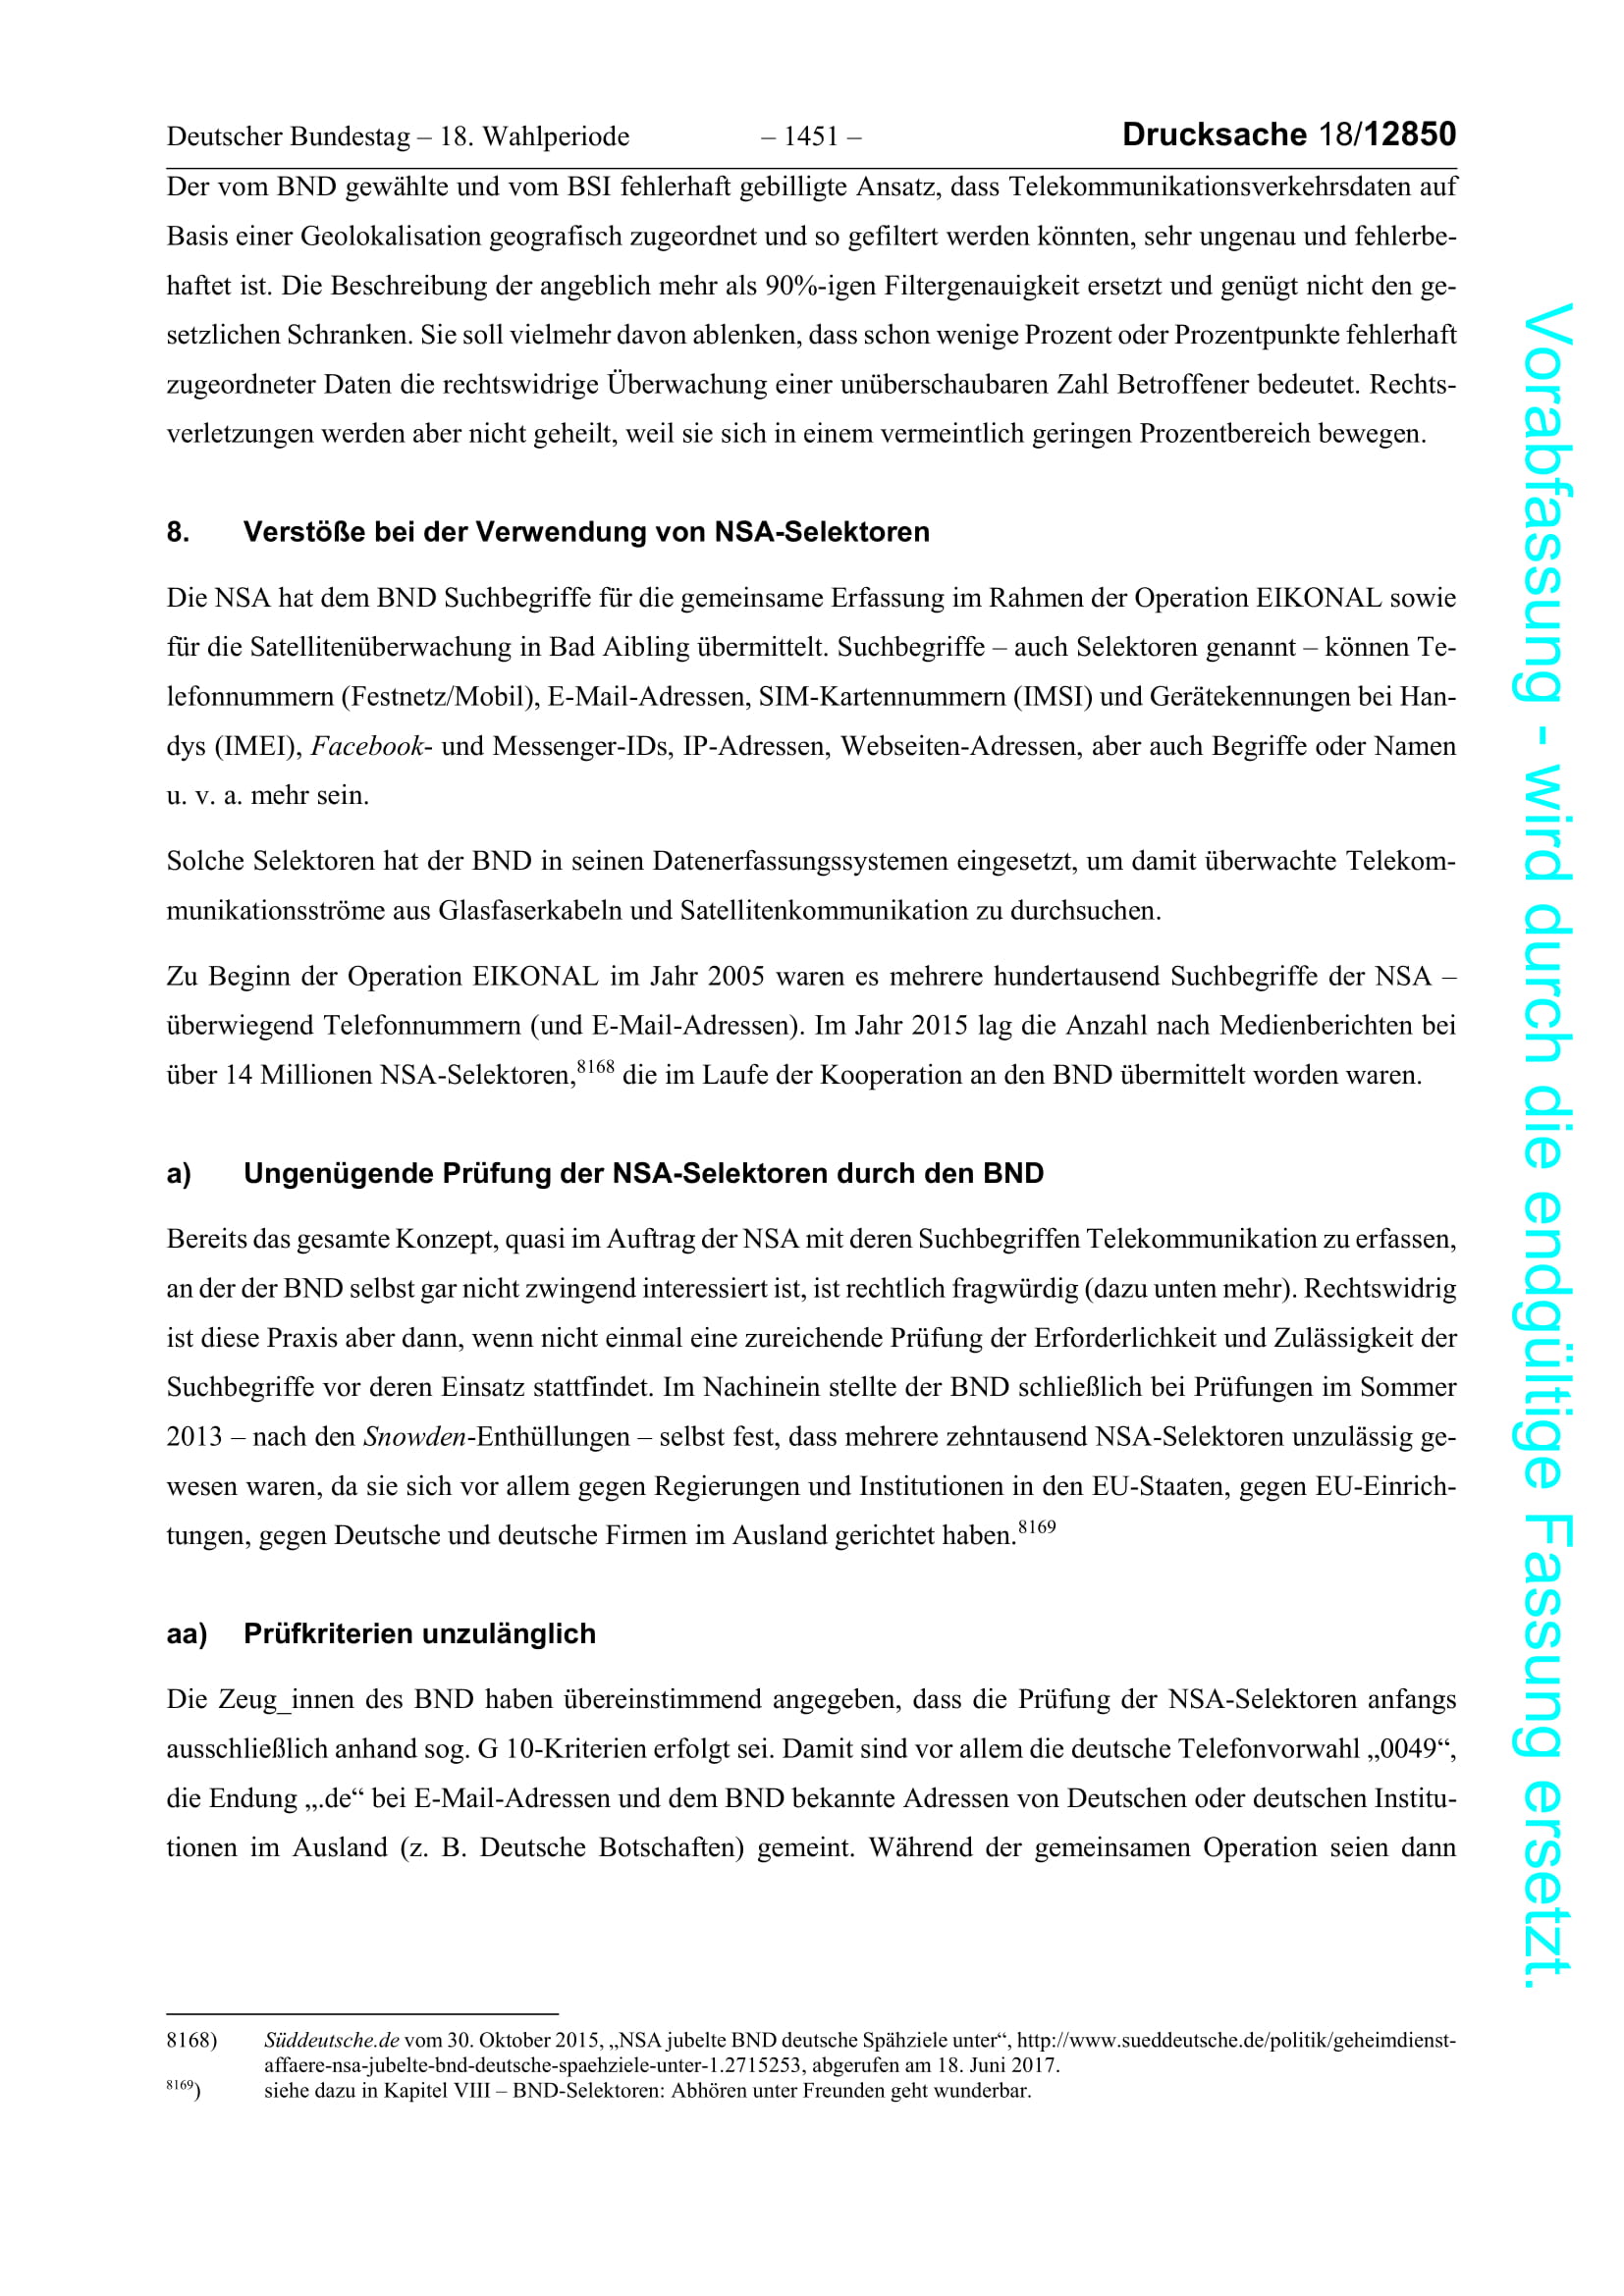 Deutscher Bundestag – 18. Wahlperiode – 1451 – Drucksache 18/12850
Der vom BND gewählte und vom BSI fehlerhaft gebilligte Ansatz, dass Telekommunikationsverkehrsdaten auf
Basis einer Geolokalisation geografisch zugeordnet und so gefiltert werden könnten, sehr ungenau und fehlerbe-
haftet ist. Die Beschreibung der angeblich mehr als 90%-igen Filtergenauigkeit ersetzt und genügt nicht den ge-
setzlichen Schranken. Sie soll vielmehr davon ablenken, dass schon wenige Prozent oder Prozentpunkte fehlerhaft
zugeordneter Daten die rechtswidrige Überwachung einer unüberschaubaren Zahl Betroffener bedeutet. Rechts-
verletzungen werden aber nicht geheilt, weil sie sich in einem vermeintlich geringen Prozentbereich bewegen.
8. Verstöße bei der Verwendung von NSA-Selektoren
Die NSA hat dem BND Suchbegriffe für die gemeinsame Erfassung im Rahmen der Operation EIKONAL sowie
für die Satellitenüberwachung in Bad Aibling übermittelt. Suchbegriffe – auch Selektoren genannt – können Te-
lefonnummern (Festnetz/Mobil), E-Mail-Adressen, SIM-Kartennummern (IMSI) und Gerätekennungen bei Han-
dys (IMEI), Facebook- und Messenger-IDs, IP-Adressen, Webseiten-Adressen, aber auch Begriffe oder Namen
u. v. a. mehr sein.
Solche Selektoren hat der BND in seinen Datenerfassungssystemen eingesetzt, um damit überwachte Telekom-
munikationsströme aus Glasfaserkabeln und Satellitenkommunikation zu durchsuchen.
Zu Beginn der Operation EIKONAL im Jahr 2005 waren es mehrere hundertausend Suchbegriffe der NSA –
überwiegend Telefonnummern (und E-Mail-Adressen). Im Jahr 2015 lag die Anzahl nach Medienberichten bei
über 14 Millionen NSA-Selektoren,8168 die im Laufe der Kooperation an den BND übermittelt worden waren.
a) Ungenügende Prüfung der NSA-Selektoren durch den BND
Bereits das gesamte Konzept, quasi im Auftrag der NSA mit deren Suchbegriffen Telekommunikation zu erfassen,
an der der BND selbst gar nicht zwingend interessiert ist, ist rechtlich fragwürdig (dazu unten mehr). Rechtswidrig
ist diese Praxis aber dann, wenn nicht einmal eine zureichende Prüfung der Erforderlichkeit und Zulässigkeit der
Suchbegriffe vor deren Einsatz stattfindet. Im Nachinein stellte der BND schließlich bei Prüfungen im Sommer
2013 – nach den Snowden-Enthüllungen – selbst fest, dass mehrere zehntausend NSA-Selektoren unzulässig ge-
wesen waren, da sie sich vor allem gegen Regierungen und Institutionen in den EU-Staaten, gegen EU-Einrich-
tungen, gegen Deutsche und deutsche Firmen im Ausland gerichtet haben.8169
aa) Prüfkriterien unzulänglich
Die Zeug_innen des BND haben übereinstimmend angegeben, dass die Prüfung der NSA-Selektoren anfangs
ausschließlich anhand sog. G 10-Kriterien erfolgt sei. Damit sind vor allem die deutsche Telefonvorwahl „0049“,
die Endung „.de“ bei E-Mail-Adressen und dem BND bekannte Adressen von Deutschen oder deutschen Institu-
tionen im Ausland (z. B. Deutsche Botschaften) gemeint. Während der gemeinsamen Operation seien dann
8168) Süddeutsche.de vom 30. Oktober 2015, „NSA jubelte BND deutsche Spähziele unter“, http://www.sueddeutsche.de/politik/geheimdienst-
affaere-nsa-jubelte-bnd-deutsche-spaehziele-unter-1.2715253, abgerufen am 18. Juni 2017.
8169) siehe dazu in Kapitel VIII – BND-Selektoren: Abhören unter Freunden geht wunderbar.
Vorabfassung - wird durch die endgültige Fassung ersetzt.